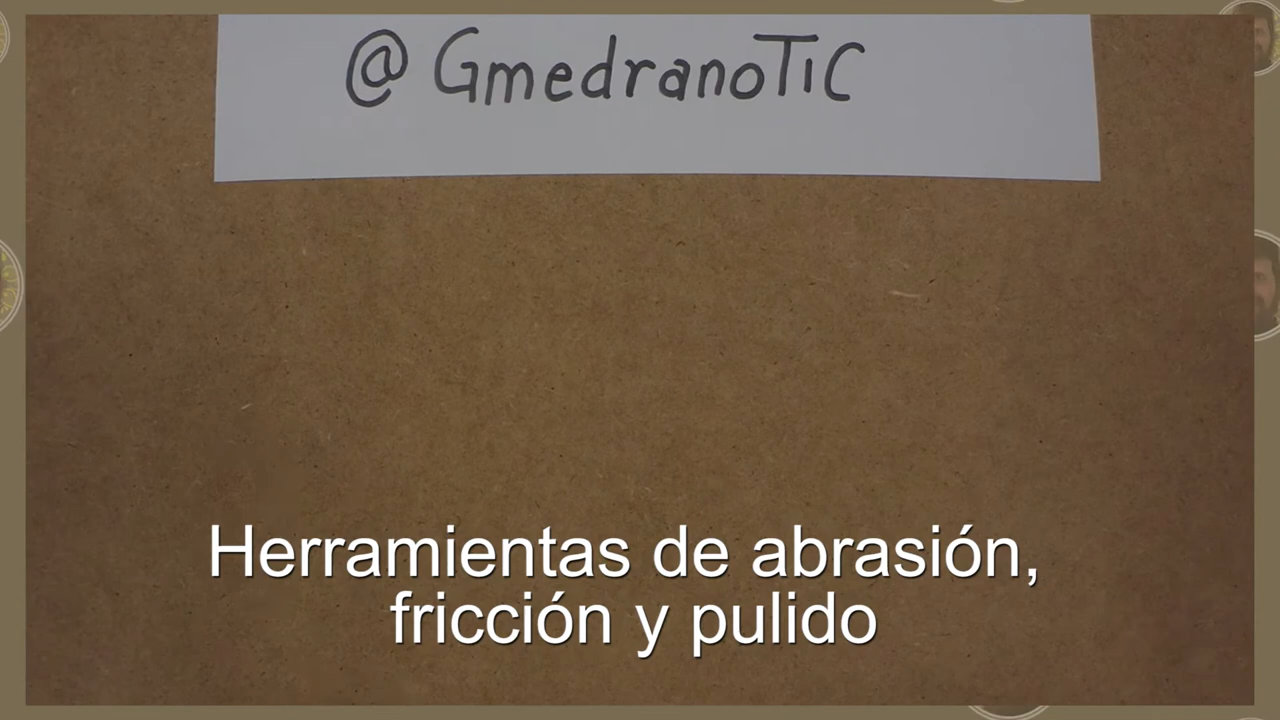 @GmedranoTIC
Herramientas de abrasión,
fricción y pulido